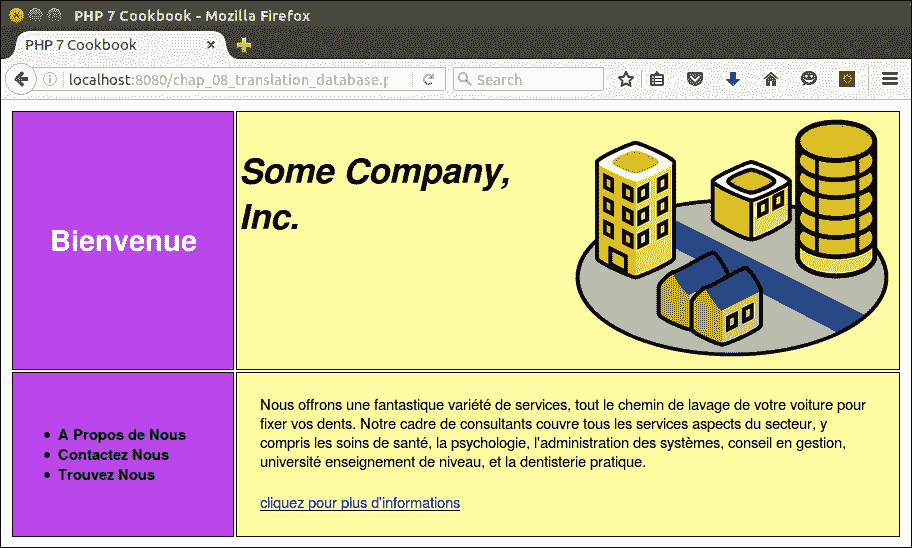 PHP 7 Cookbook - Mozilla Firefox
PHP 7 Cookbook
localhost:8080/chap_08_translation_database.p
Search
Some Company,
Inc.
Bienvenue
• A Propos de Nous
• Contactez Nous
• Trouvez Nous
Nous offrons une fantastique variété de services, tout le chemin de lavage de votre voiture pour
fixer vos dents. Notre cadre de consultants couvre tous les services aspects du secteur, y
compris les soins de santé, la psychologie, l'administration des systèmes, conseil en gestion,
université enseignement de niveau, et la dentisterie pratique.
cliquez pour plus d'informations